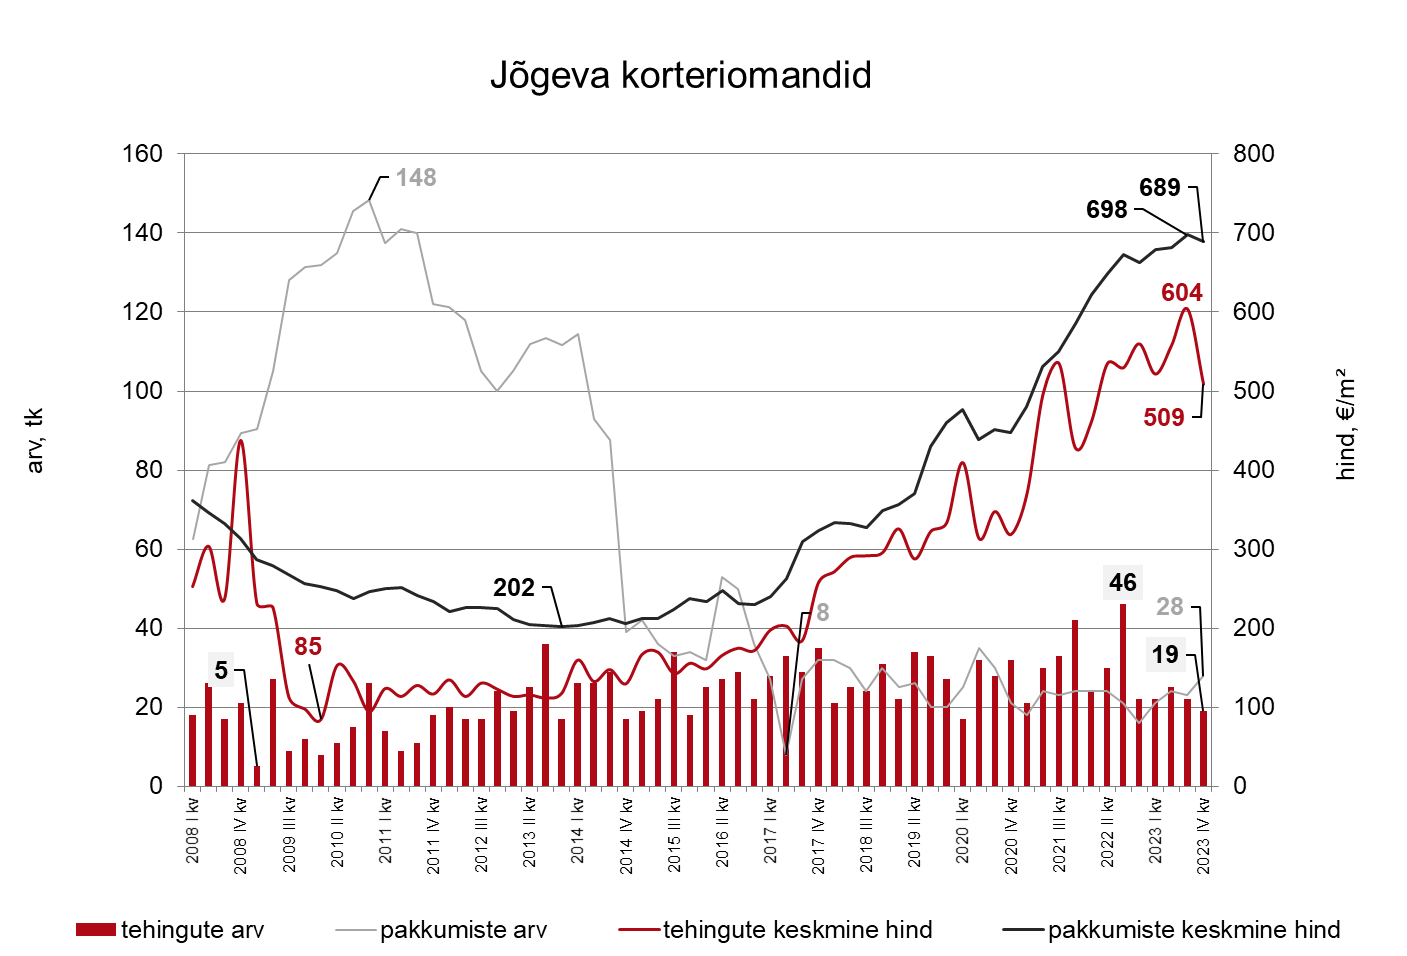 Jõgeva korteriomandid
160
140
120
100
80
60
40
20
0
800
700
600
500
400
300
200
100
0
arv, tk
hind, €/m²
148
689
698
604
509
202
46
8
28
85
5
19
2008 I kv
2008 IV kv
2009 III kv
2010 II kv
2011 I kv
2011 IV kv
2012 III kv
2013 II kv
2014 I kv
2014 IV kv
2015 III kv
2016 II kv
2017 I kv
2017 IV kv
2018 III kv
2019 II kv
2020 I kv
2020 IV kv
2021 III kv
2022 II kv
2023 I kv
2023 IV kv
tehingute arv
pakkumiste arv
tehingute keskmine hind
pakkumiste keskmine hind